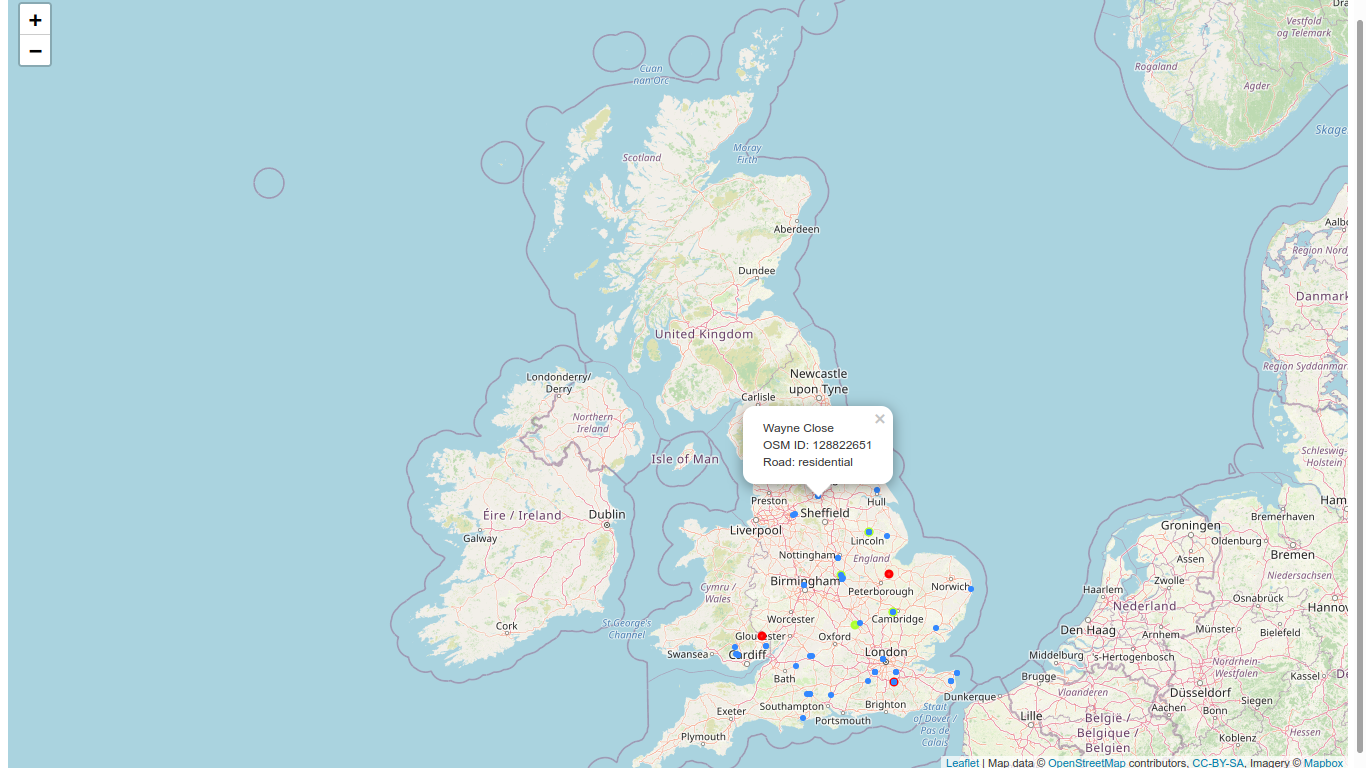 +
−
Cuan
nan Orc
Vestfold
og Telemark
Rogaland
Agder
Scotland
Moray
Firth
Aberdeen
Dundee
United Kingdom
Region Nord
Danmark
Londonderry/
Derry
Newcastle
upon Tyne
Carlisle
Region Syddanmar
Northern
Ireland
Wayne Close
×
OSM ID: 128822651
Road: residential
Isle of Man
Schleswig-
Holstein
Preston
Hull
Ham
Éire / Ireland
Dublin
Sheffield
Liverpool
Galway
Lincoln
Groningen
Bremerhaven
Oldenburg
Bremen
Nottingham
England
Assen
Birmingham
Cymru /
Wales
Peterborough
Norwich
Haarlem
Zwolle
Niedersachsen
Nederland
Osnabrück
Hannov
Cork
St.George's
Channel
Worcester
Cambridge
Gloucester
Oxford
Den Haag
Arnhem
Münster
Bielefeld
Swansea
Cardiff
London
Middelburg
's-Hertogenbosch
Bath
Brugge
Nordrhein-
Westfalen
Kassel
Dunkerque
Vlaanderen
Düsseldorf
Exeter
Southampton
Brighton
Portsmouth
Strait
of Dover /
Pas de
Calais
Lille
België /
Belgique /
Belgien
Aachen
Bonn
Siegen
Plymouth
Koblenz
Hessen
Leaflet | Map data © OpenStreetMap contributors, CC-BY-SA, Imagery © Mapbox